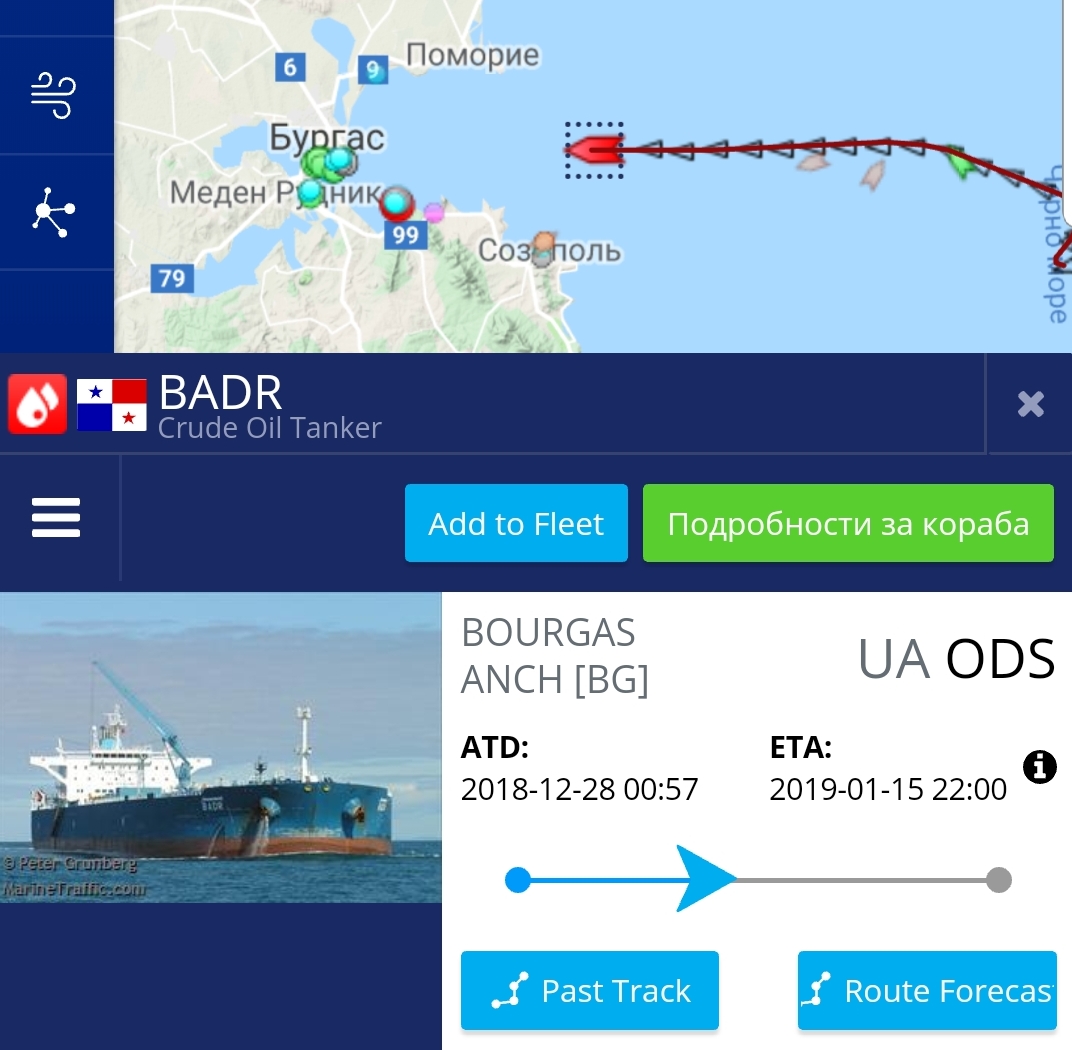 6
9
Поморие
Бургас
Меден Рудник
99
Созопол
79
Черно море
BADR
Crude Oil Tanker
Add to Fleet
Подробности за кораба
BOURGAS
ANCH [BG]
UA ODS
ATD:
2018-12-28 00:57
ETA:
2019-01-15 22:00
BADR
© Peter Grunberg
MarineTraffic.com
Past Track
Route Forecas